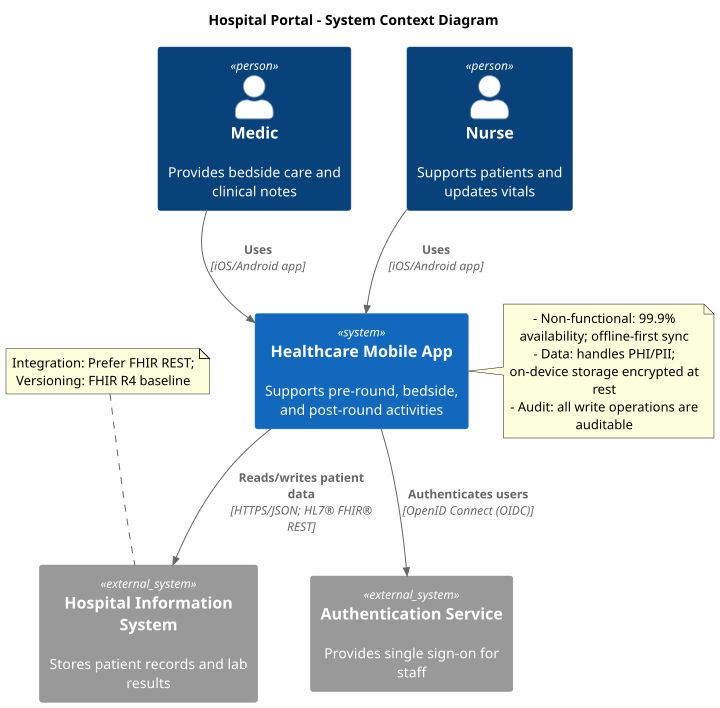 Hospital Portal - System Context Diagram
«person»
Medic
Provides bedside care and
clinical notes
«person»
Nurse
Supports patients and
updates vitals
Uses
[iOS/Android app]
Uses
[iOS/Android app]
«system»
Healthcare Mobile App
Supports pre-round, bedside,
and post-round activities
- Non-functional: 99.9%
availability; offline-first sync
- Data: handles PHI/PII;
on-device storage encrypted at
rest
- Audit: all write operations are
auditable
Integration: Prefer FHIR REST;
Versioning: FHIR R4 baseline
Reads/writes patient
data
[HTTPS/JSON; HL7® FHIR®
REST]
Authenticates users
[OpenID Connect (OIDC)]
«external_system»
Hospital Information
System
Stores patient records and lab
results
«external_system»
Authentication Service
Provides single sign-on for
staff